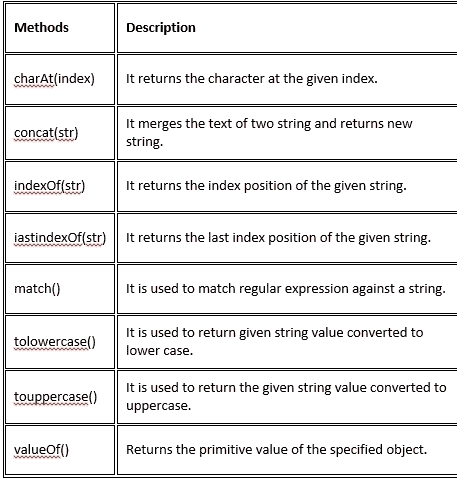 Methods Description
charAt(index) It returns the character at the given index.
concat(str) It merges the text of two string and returns new
string.
indexOf(str) It returns the index position of the given string.
iastindexOf(str) It returns the last index position of the given string.
match() It is used to match regular expression against a string.
tolowercase() It is used to return given string value converted to
lower case.
touppercase() It is used to return the given string value converted to
uppercase.
valueOf() Returns the primitive value of the specified object.